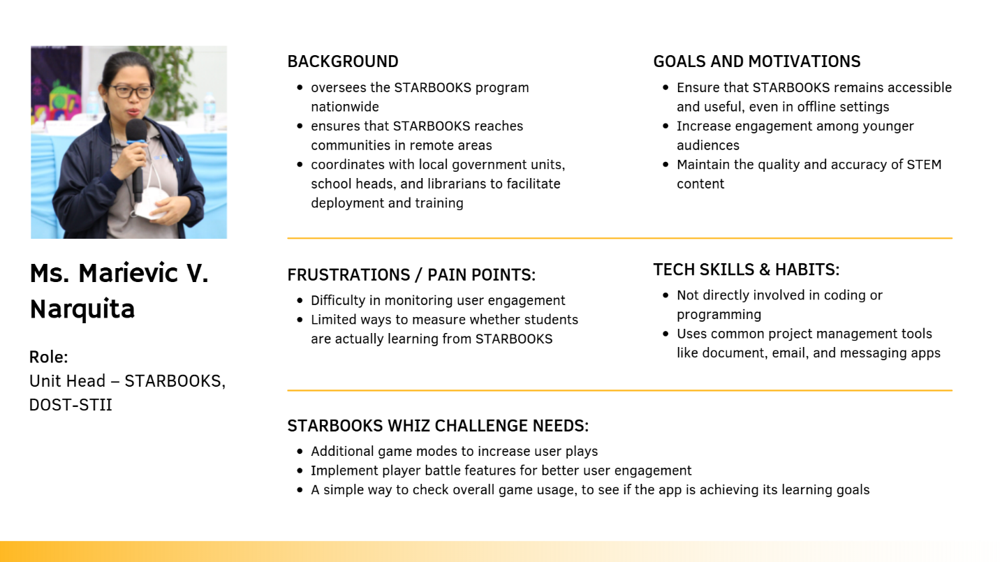 Ms. Marievic V.
Narquita
Role:
Unit Head – STARBOOKS,
DOST-STII
BACKGROUND
• oversees the STARBOOKS program
nationwide
• ensures that STARBOOKS reaches
communities in remote areas
• coordinates with local government units,
school heads, and librarians to facilitate
deployment and training
GOALS AND MOTIVATIONS
• Ensure that STARBOOKS remains accessible
and useful, even in offline settings
• Increase engagement among younger
audiences
• Maintain the quality and accuracy of STEM
content
FRUSTRATIONS / PAIN POINTS:
• Difficulty in monitoring user engagement
• Limited ways to measure whether students
are actually learning from STARBOOKS
TECH SKILLS & HABITS:
• Not directly involved in coding or
programming
• Uses common project management tools
like document, email, and messaging apps
STARBOOKS WHIZ CHALLENGE NEEDS:
• Additional game modes to increase user plays
• Implement player battle features for better user engagement
• A simple way to check overall game usage, to see if the app is achieving its learning goals